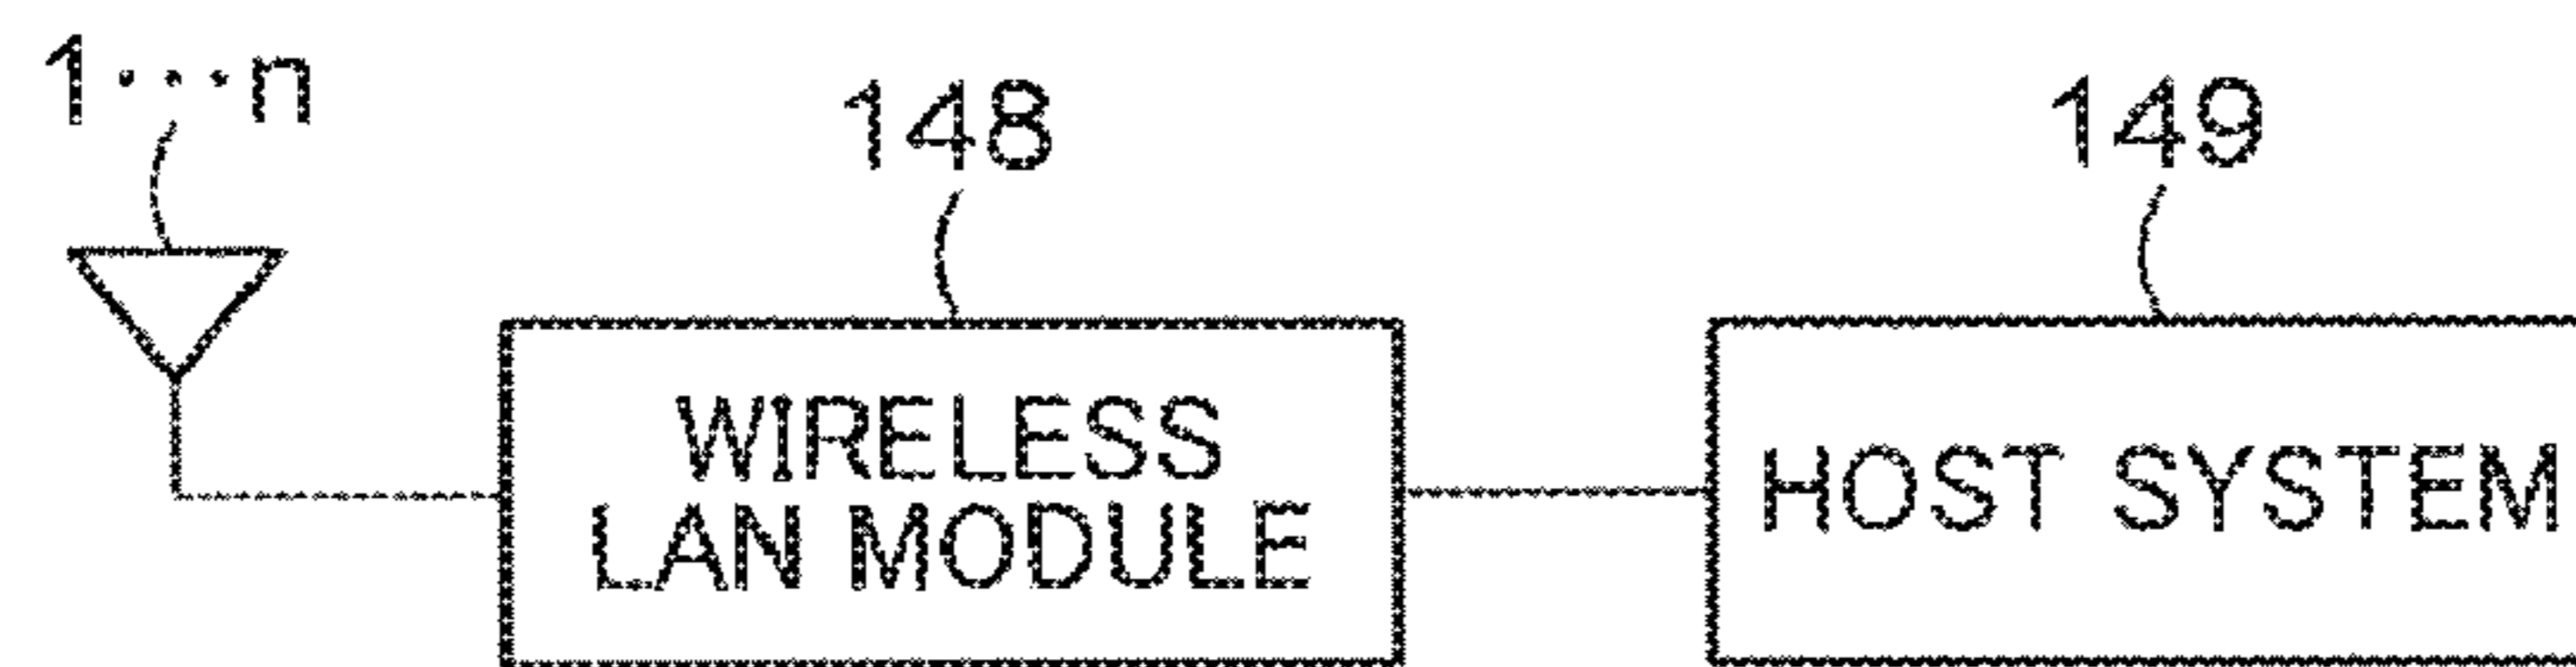 1···n
148
149
WIRELESS
LAN MODULE
HOST SYSTEM